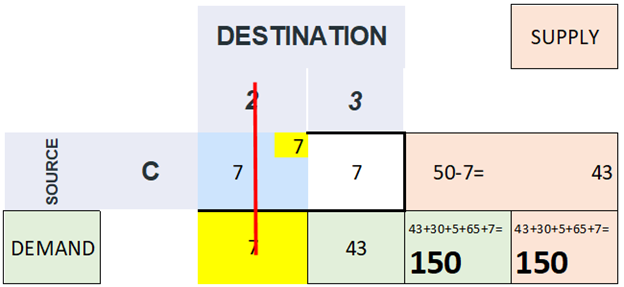 DESTINATION
SUPPLY
2 3
SOURCE
C
7
7
7
50-7= 43
DEMAND
7
43
43+30+5+65+7=
150
43+30+5+65+7=
150